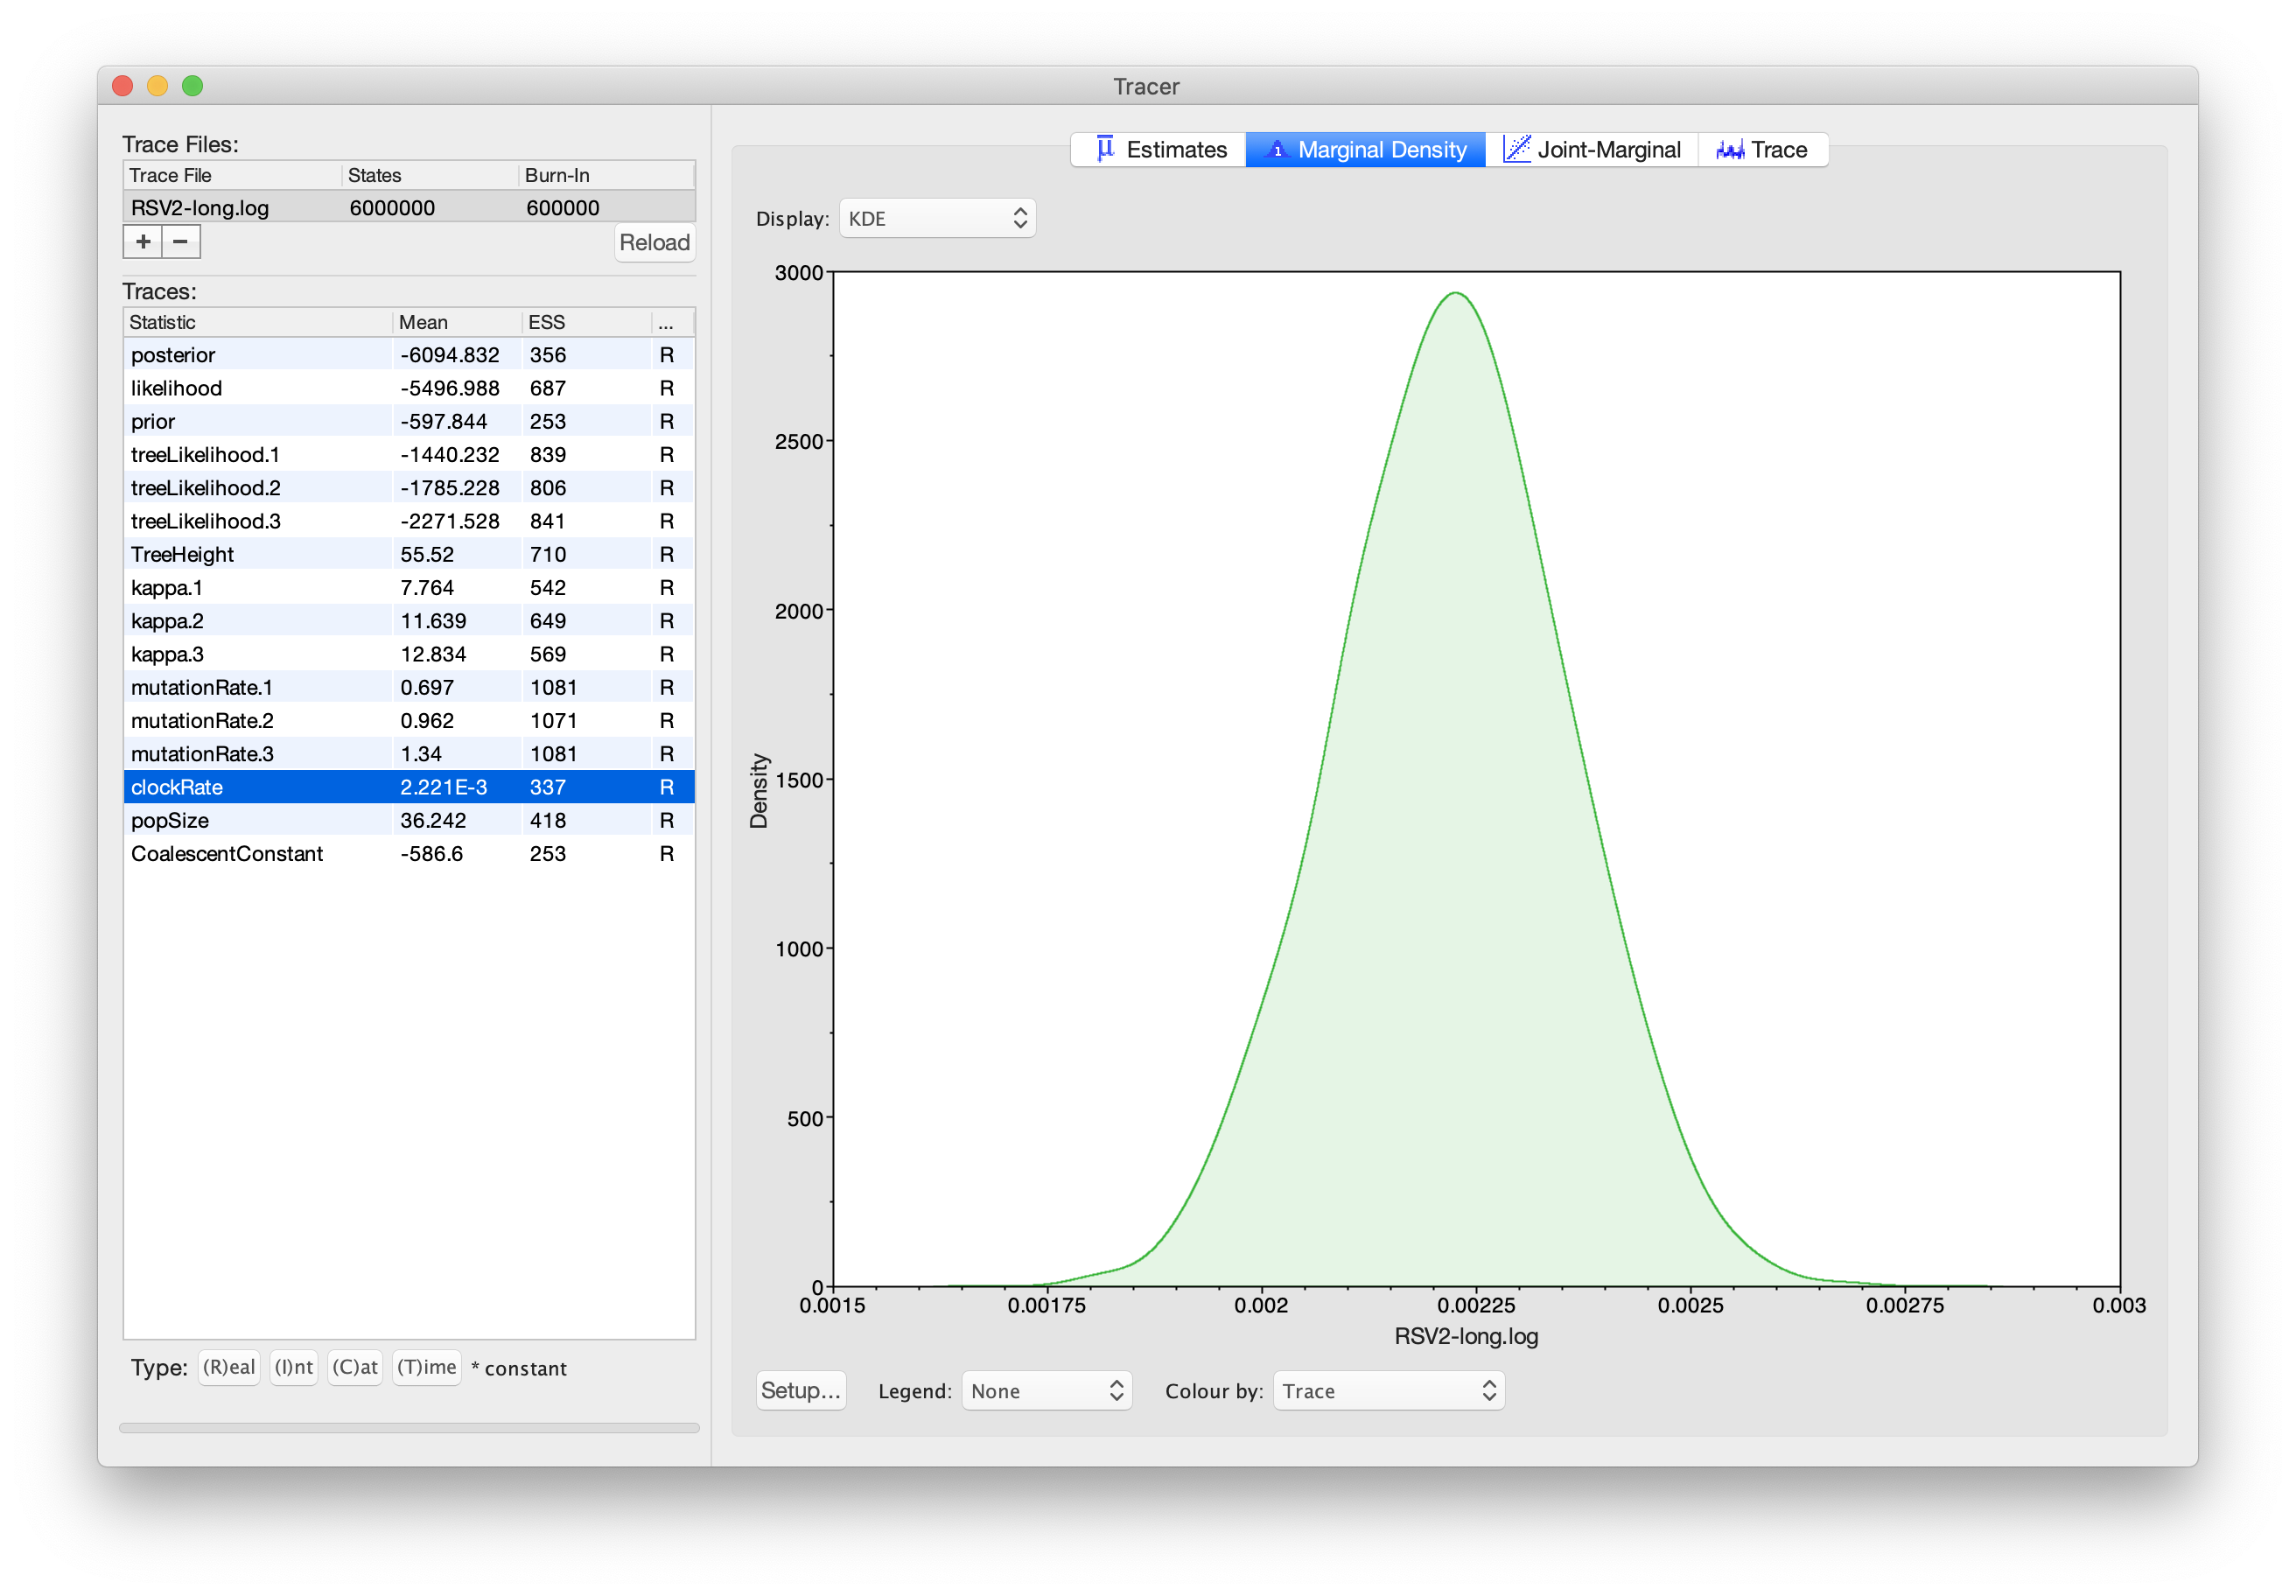 Tracer
Trace Files:
Trace File States Burn-In
RSV2-long.log 6000000 600000
+ − Reload
Traces:
Statistic Mean ESS ...
posterior -6094.832 356 R
likelihood -5496.988 687 R
prior -597.844 253 R
treeLikelihood.1 -1440.232 839 R
treeLikelihood.2 -1785.228 806 R
treeLikelihood.3 -2271.528 841 R
TreeHeight 55.52 710 R
kappa.1 7.764 542 R
kappa.2 11.639 649 R
kappa.3 12.834 569 R
mutationRate.1 0.697 1081 R
mutationRate.2 0.962 1071 R
mutationRate.3 1.34 1081 R
clockRate 2.221E-3 337 R
popSize 36.242 418 R
CoalescentConstant -586.6 253 R
Type: (R)eal (I)nt (C)at (T)ime * constant
Estimates Marginal Density Joint-Marginal Trace
Display: KDE
3000
2500
2000
1500
1000
500
0
Density
0.0015 0.00175 0.002 0.00225 0.0025 0.00275 0.003
RSV2-long.log
Setup... Legend: None Colour by: Trace